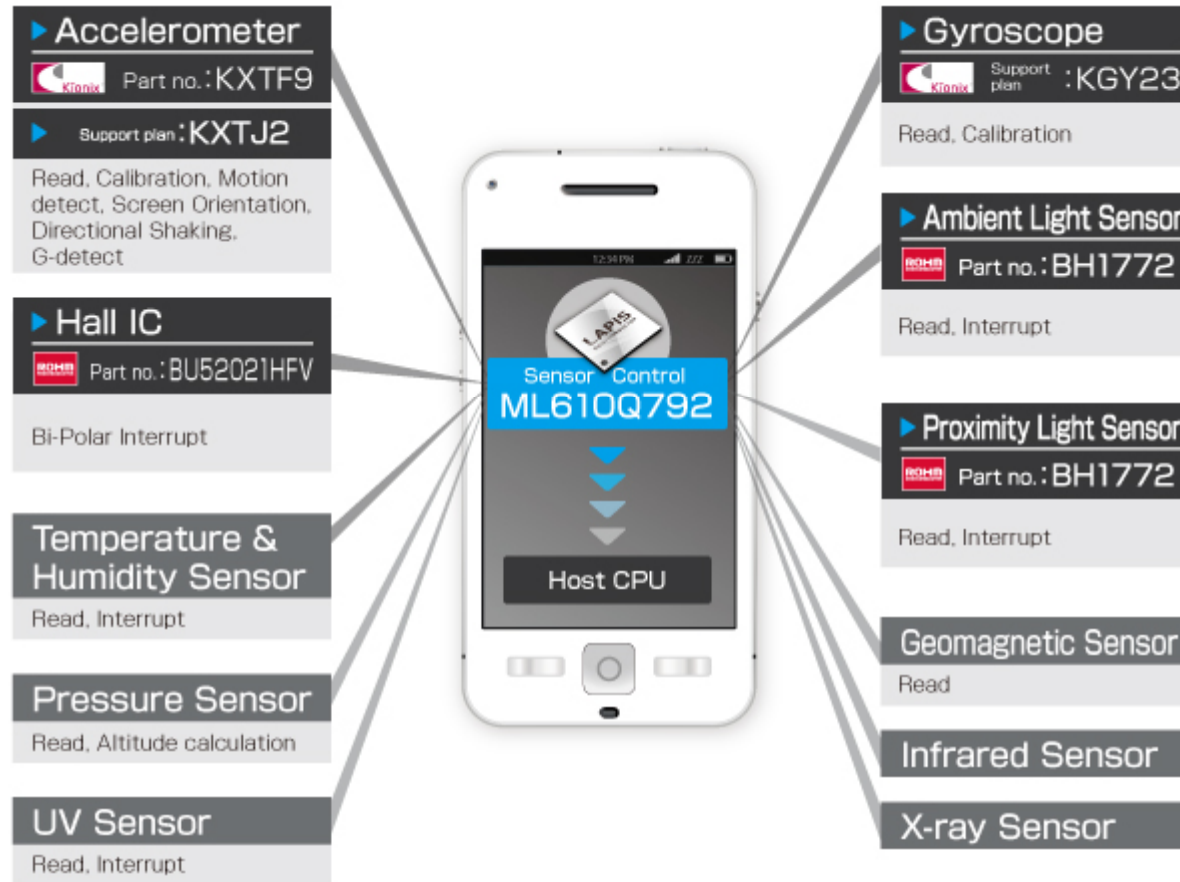 Accelerometer
Kionix Part no.:KXTF9
Support plan:KXTJ2
Read, Calibration, Motion
detect, Screen Orientation,
Directional Shaking,
G-detect
Hall IC
ROHM Part no.:BU52021HFV
Bi-Polar Interrupt
Temperature &
Humidity Sensor
Read, Interrupt
Pressure Sensor
Read, Altitude calculation
UV Sensor
Read, Interrupt
12:34 PM ZZZ
LAPIS
Sensor Control
ML610Q792
Host CPU
Gyroscope
Kionix Support plan :KGY23
Read, Calibration
Ambient Light Sensor
ROHM Part no.:BH1772
Read, Interrupt
Proximity Light Sensor
ROHM Part no.:BH1772
Read, Interrupt
Geomagnetic Sensor
Read
Infrared Sensor
X-ray Sensor